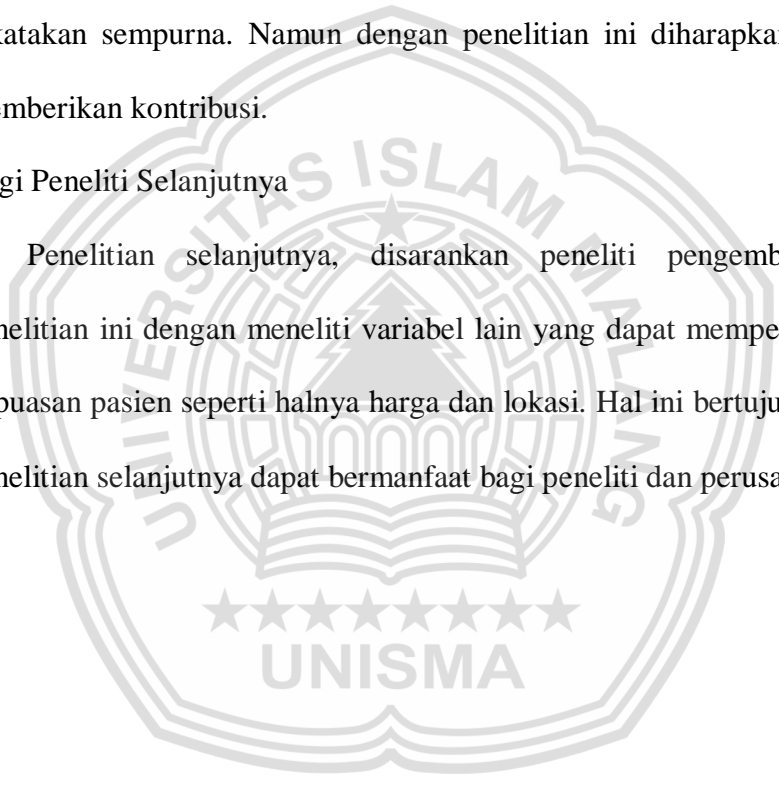 katakan sempurna. Namun dengan penelitian ini diharapkan
emberikan kontribusi.
gi Peneliti Selanjutnya
Penelitian selanjutnya, disarankan peneliti pengemb
nelitian ini dengan meneliti variabel lain yang dapat mempe
puasan pasien seperti halnya harga dan lokasi. Hal ini bertuju
nelitian selanjutnya dapat bermanfaat bagi peneliti dan perusa
UNIVERSITAS ISLAM MALANG
UNISMA